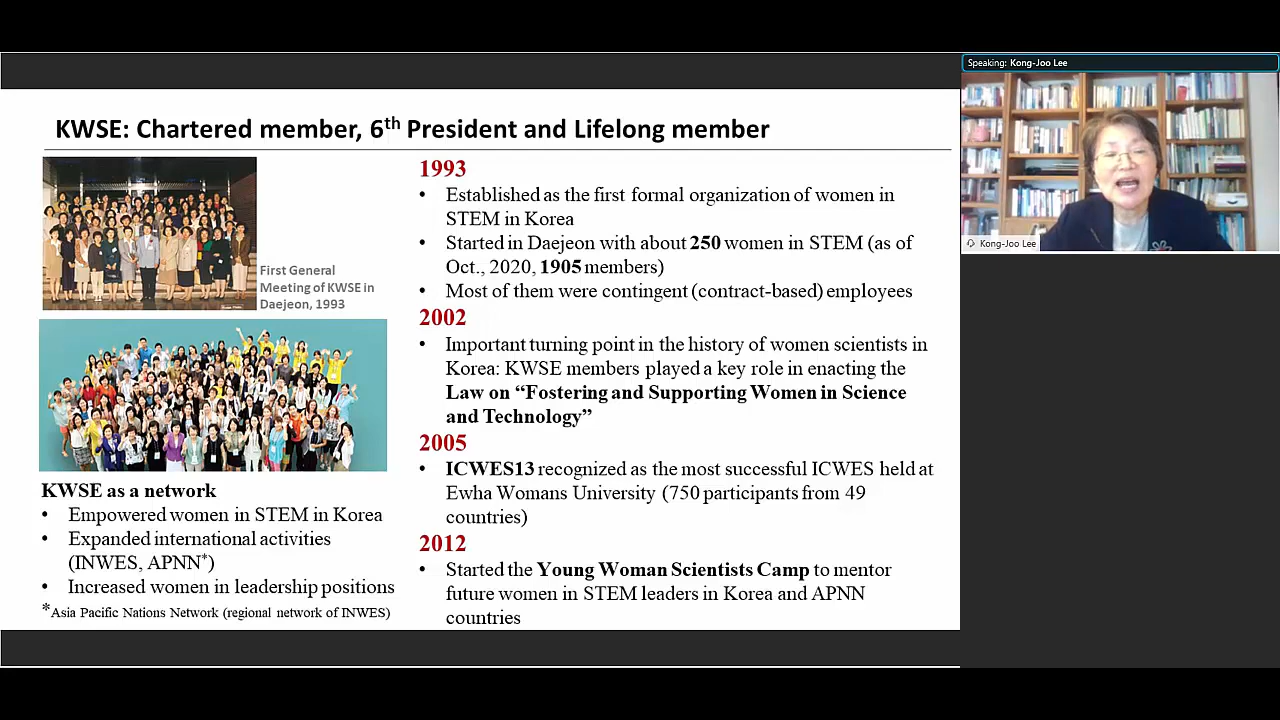 Speaking: Kong-Joo Lee
Kong-Joo Lee
KWSE: Chartered member, 6th President and Lifelong member
First General
Meeting of KWSE in
Daejeon, 1993
KWSE as a network
• Empowered women in STEM in Korea
• Expanded international activities
(INWES, APNN*)
• Increased women in leadership positions
*Asia Pacific Nations Network (regional network of INWES)
1993
• Established as the first formal organization of women in
STEM in Korea
• Started in Daejeon with about 250 women in STEM (as of
Oct., 2020, 1905 members)
• Most of them were contingent (contract-based) employees
2002
• Important turning point in the history of women scientists in
Korea: KWSE members played a key role in enacting the
Law on “Fostering and Supporting Women in Science
and Technology”
2005
• ICWES13 recognized as the most successful ICWES held at
Ewha Womans University (750 participants from 49
countries)
2012
• Started the Young Woman Scientists Camp to mentor
future women in STEM leaders in Korea and APNN
countries